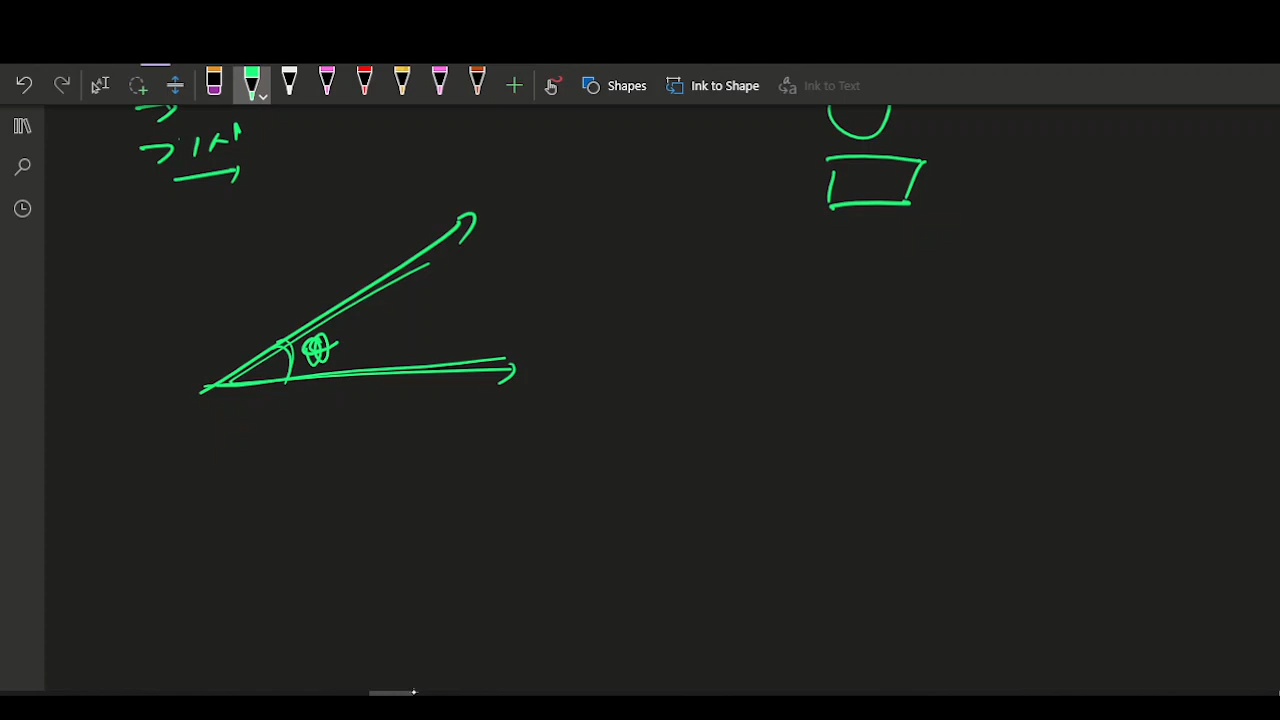 Shapes
Ink to Shape
Ink to Text
θ